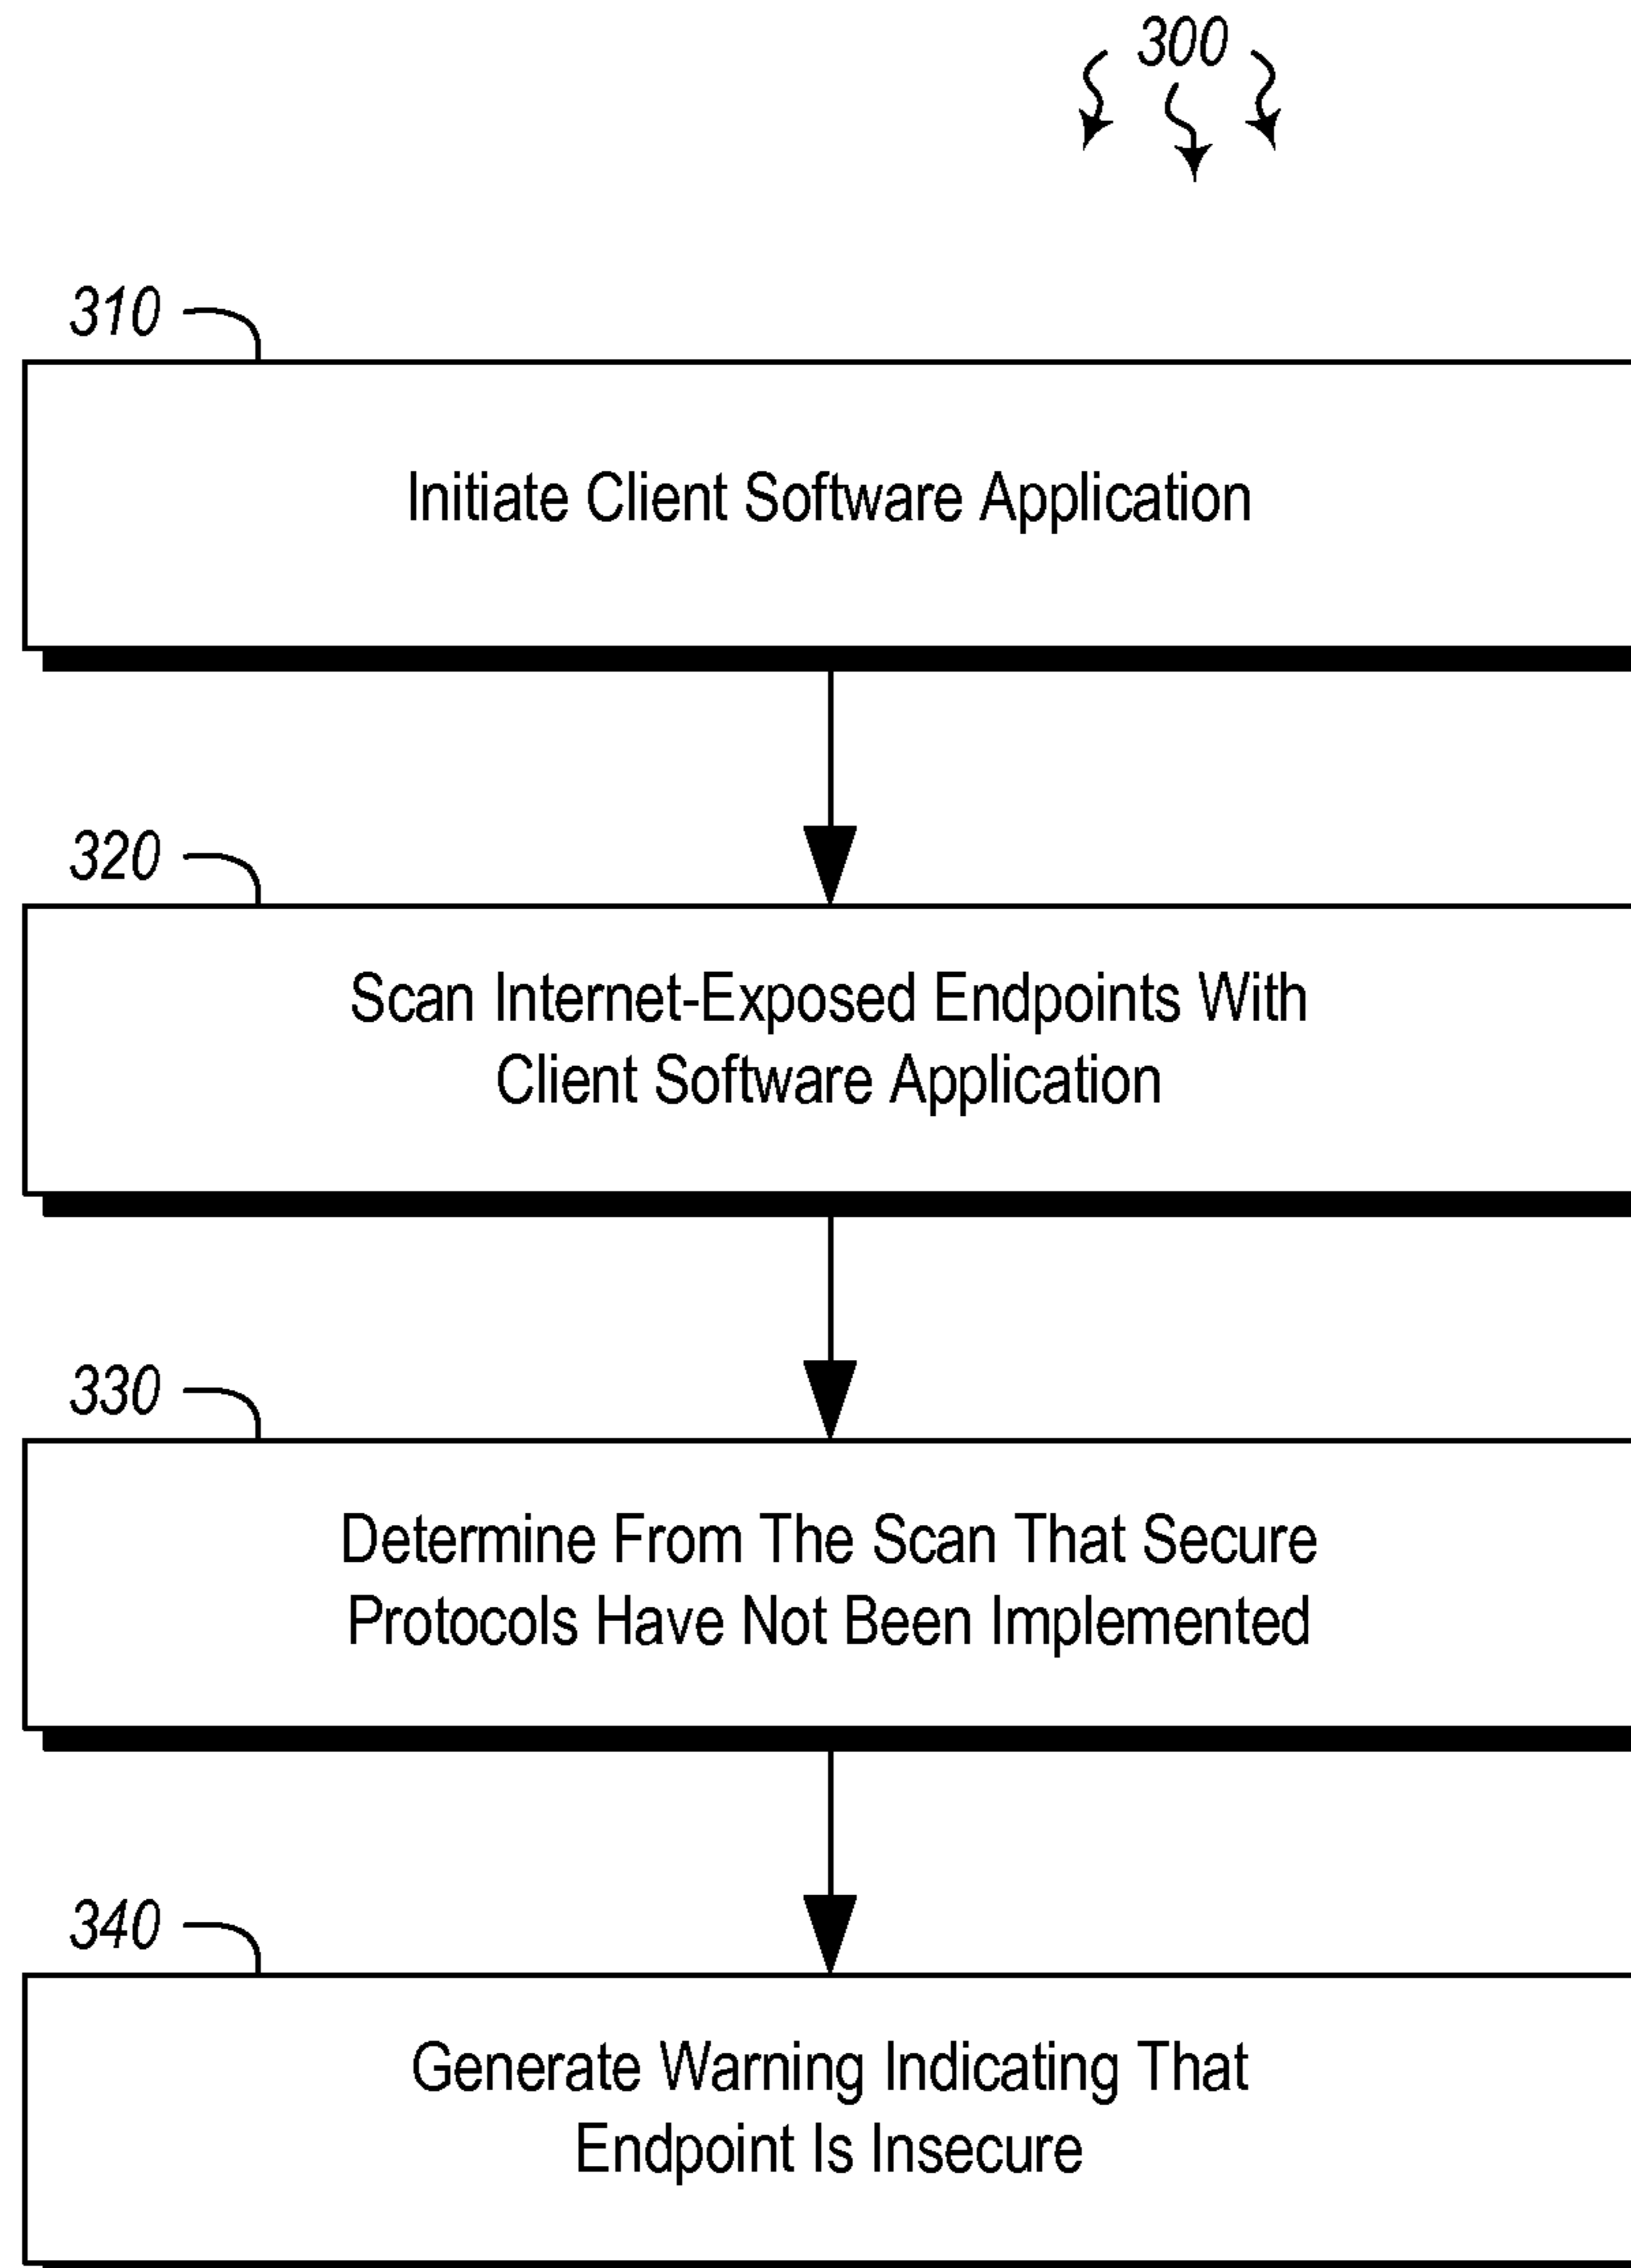 300
310
Initiate Client Software Application
320
Scan Internet-Exposed Endpoints With
Client Software Application
330
Determine From The Scan That Secure
Protocols Have Not Been Implemented
340
Generate Warning Indicating That
Endpoint Is Insecure